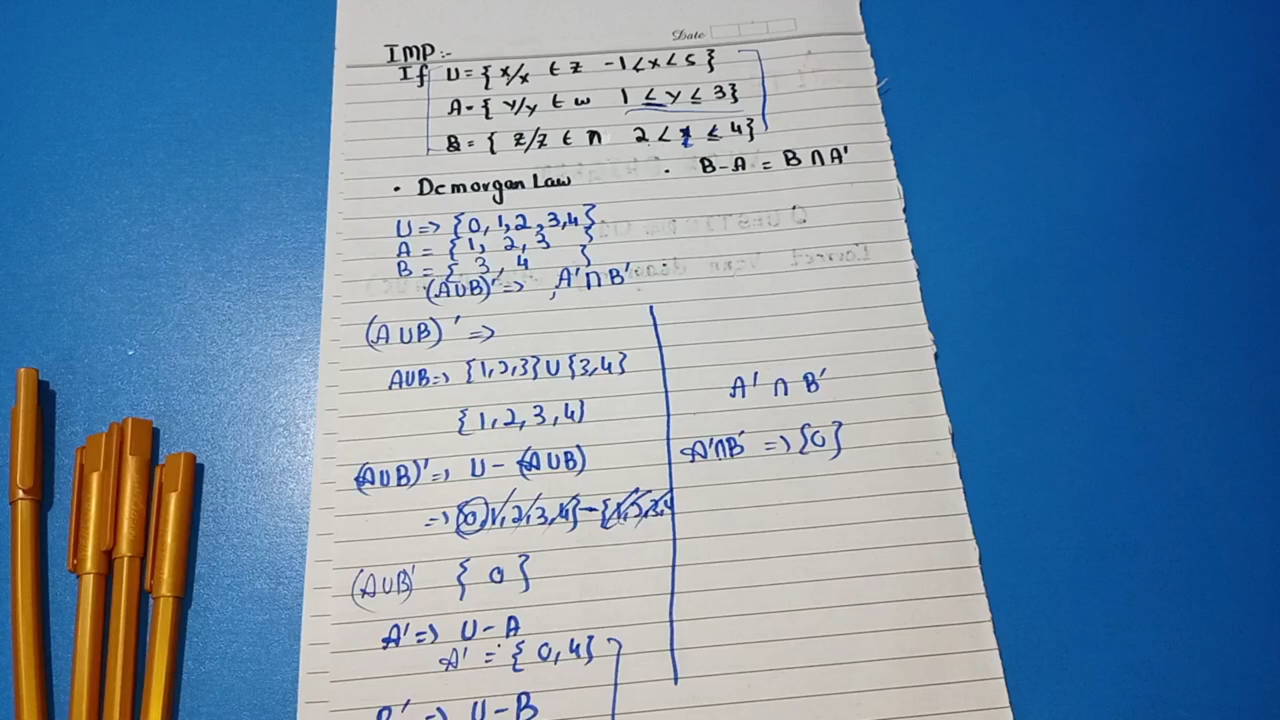 Date
IMP:-
If U = { x/x ∈ z -1 < x < 5 }
A = { y/y ∈ w 1 ≤ y ≤ 3 }
B = { z/z ∈ n 2 < z ≤ 4 }
• Demorgan Law • B-A = B ∩ A'
U => {0, 1, 2, 3, 4}
A = {1, 2, 3 }
B = { 3, 4 }
(A∪B)' => , A' ∩ B'
(A∪B)' =>
A∪B => {1, 2, 3} ∪ {3, 4}
{1, 2, 3, 4}
(A∪B)' => U - (A∪B)
=> {0, 1, 2, 3, 4} - {1, 2, 3, 4
(A∪B)' { 0 }
A' => U - A
A' = { 0, 4 }
B' => U - B
A' ∩ B'
A'∩B' => {0}